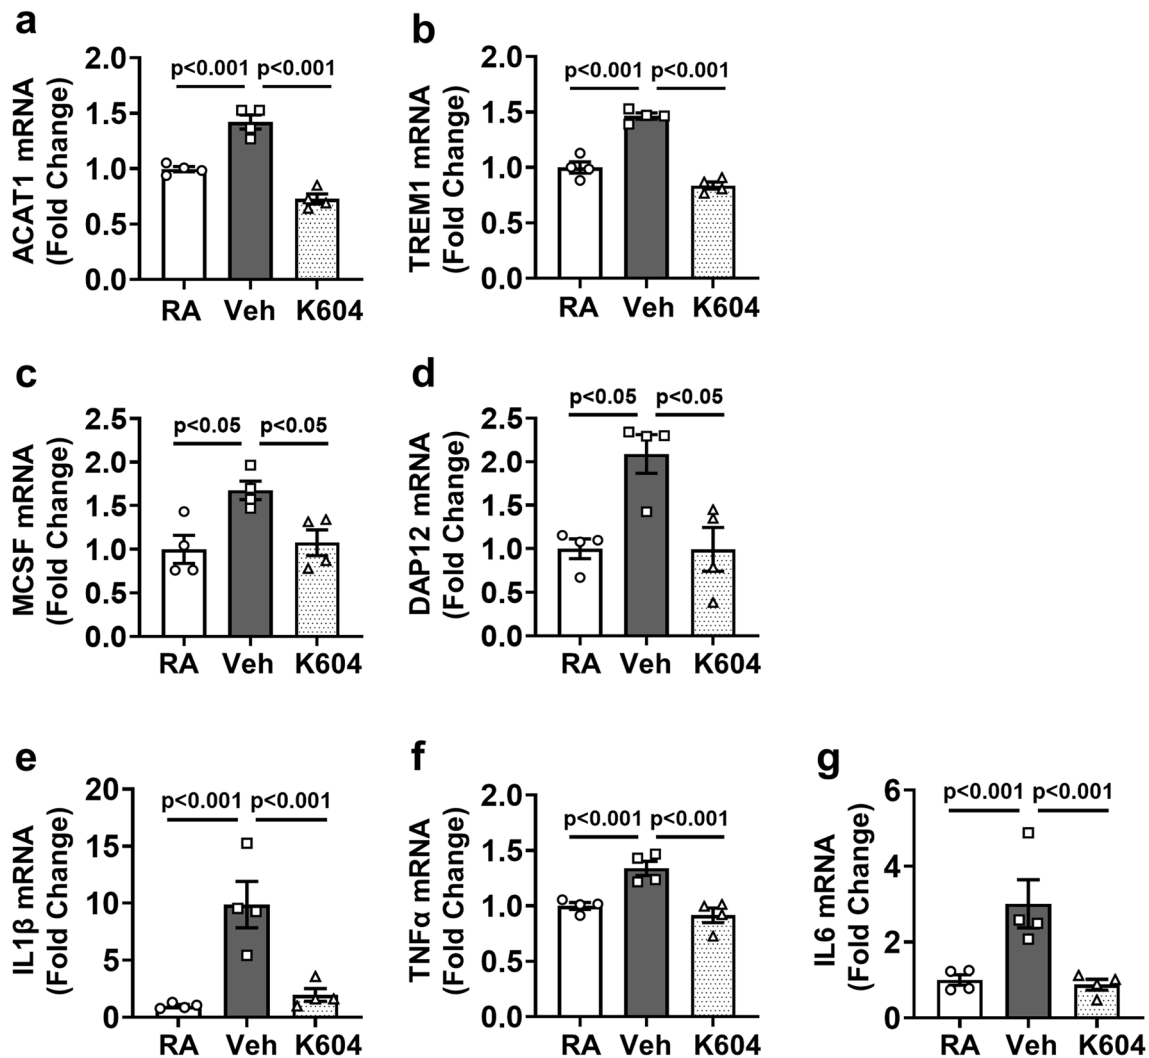 a
ACAT1 mRNA
(Fold Change)
2.0
1.5
1.0
0.5
0.0
p<0.001 p<0.001
RA Veh K604
b
TREM1 mRNA
(Fold Change)
2.0
1.5
1.0
0.5
0.0
p<0.001 p<0.001
RA Veh K604
c
MCSF mRNA
(Fold Change)
2.5
2.0
1.5
1.0
0.5
0.0
p<0.05 p<0.05
RA Veh K604
d
DAP12 mRNA
(Fold Change)
2.5
2.0
1.5
1.0
0.5
0.0
p<0.05 p<0.05
RA Veh K604
e
IL1β mRNA
(Fold Change)
20
15
10
5
0
p<0.001 p<0.001
RA Veh K604
f
TNFα mRNA
(Fold Change)
2.0
1.5
1.0
0.5
0.0
p<0.001 p<0.001
RA Veh K604
g
IL6 mRNA
(Fold Change)
6
4
2
0
p<0.001 p<0.001
RA Veh K604